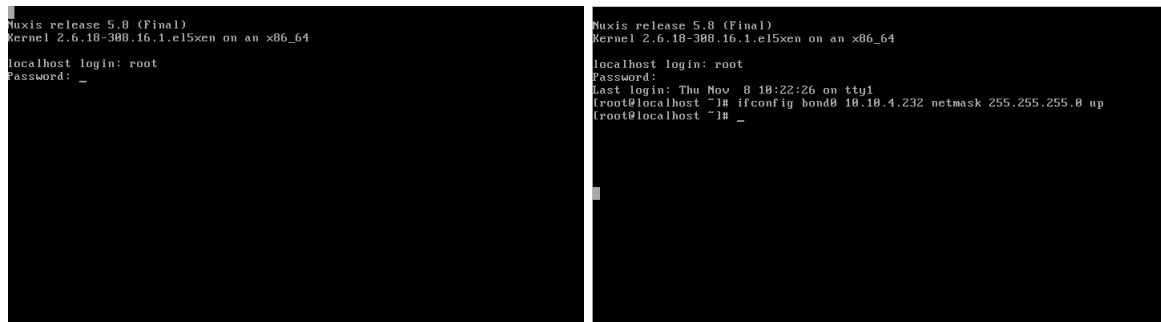 Nuxis release 5.8 (Final)
Kernel 2.6.18-308.16.1.el5xen on an x86_64
localhost login: root
Password: _
Nuxis release 5.8 (Final)
Kernel 2.6.18-308.16.1.el5xen on an x86_64
localhost login: root
Password:
Last login: Thu Nov  8 10:22:26 on tty1
[root@localhost ~]# ifconfig bond0 10.10.4.232 netmask 255.255.255.0 up
[root@localhost ~]# _